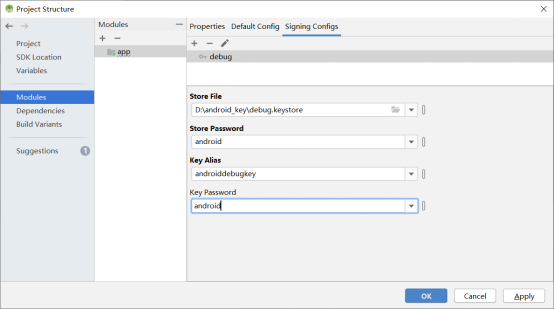 Project Structure
Modules
Properties Default Config Signing Configs
Project
SDK Location
Variables
app
debug
Modules
Dependencies
Build Variants
Suggestions 1
Store File
D:\android_key\debug.keystore
Store Password
android
Key Alias
androiddebugkey
Key Password
android
OK Cancel Apply